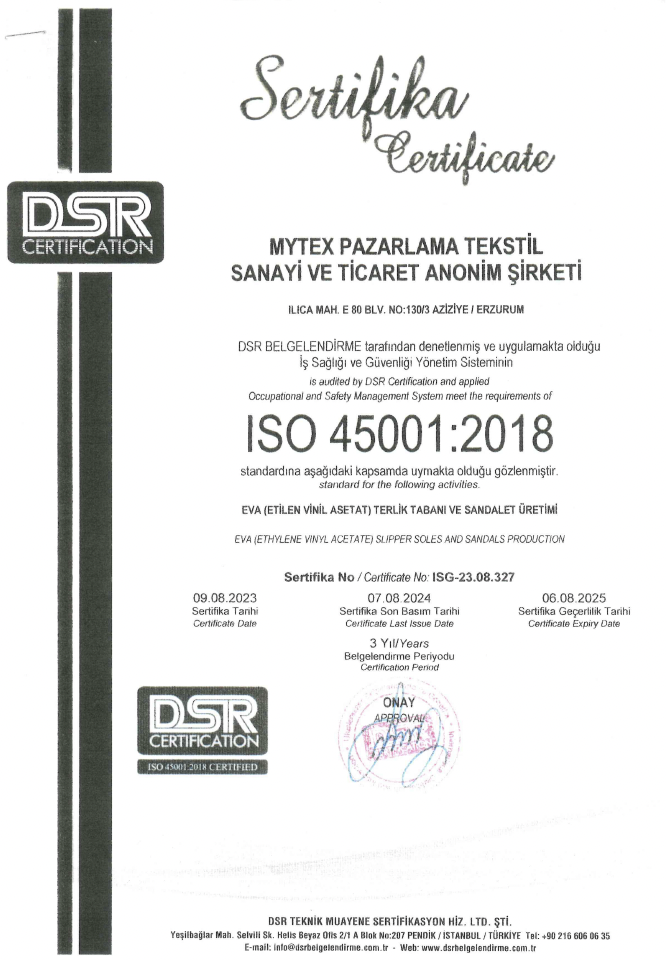 Sertifika
Certificate
DSR
CERTIFICATION
MYTEX PAZARLAMA TEKSTİL
SANAYİ VE TİCARET ANONİM ŞİRKETİ
ILICA MAH. E 80 BLV. NO:130/3 AZİZİYE / ERZURUM
DSR BELGELENDİRME tarafından denetlenmiş ve uygulamakta olduğu
İş Sağlığı ve Güvenliği Yönetim Sisteminin
is audited by DSR Certification and applied
Occupational and Safety Management System meet the requirements of
ISO 45001:2018
standardına aşağıdaki kapsamda uymakta olduğu gözlenmiştir.
standard for the following activities.
EVA (ETİLEN VİNİL ASETAT) TERLİK TABANI VE SANDALET ÜRETİMİ
EVA (ETHYLENE VINYL ACETATE) SLIPPER SOLES AND SANDALS PRODUCTION
Sertifika No / Certificate No: ISG-23.08.327
09.08.2023 07.08.2024 06.08.2025
Sertifika Tarihi Sertifika Son Basım Tarihi Sertifika Geçerlilik Tarihi
Certificate Date Certificate Last Issue Date Certificate Expiry Date
3 Yıl/Years
Belgelendirme Periyodu
Certification Period
ONAY
APPROVAL
DSR
CERTIFICATION
ISO 45001:2018 CERTIFIED
DSR TEKNİK MUAYENE SERTİFİKASYON HİZ. LTD. ŞTİ.
Yeşilbağlar Mah. Selvili Sk. Helis Beyaz Ofis 2/1 A Blok No:207 PENDİK / İSTANBUL / TÜRKİYE Tel: +90 216 606 06 35
E-mail: info@dsrbelgelendirme.com.tr - Web: www.dsrbelgelendirme.com.tr